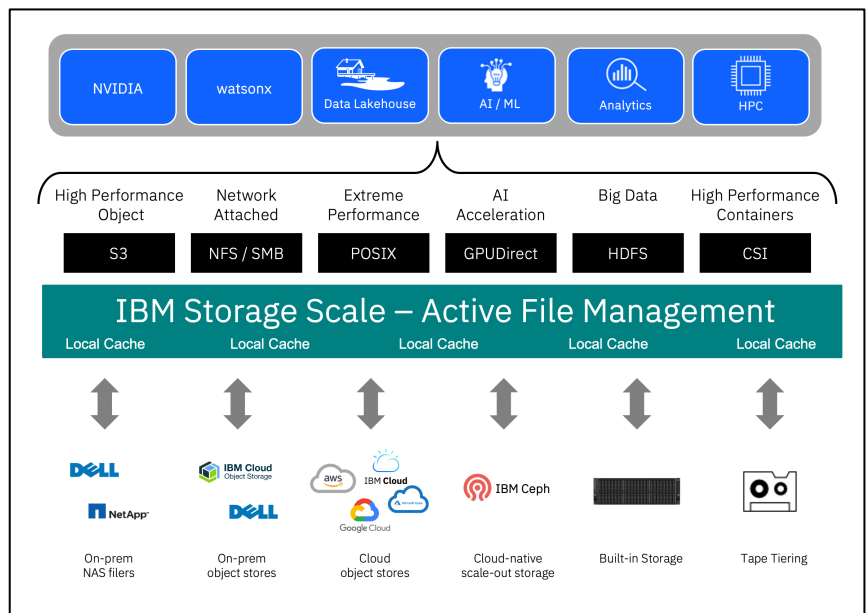 NVIDIA
watsonx
Data Lakehouse
AI / ML
Analytics
HPC
High Performance
Object
Network
Attached
Extreme
Performance
AI
Acceleration
Big Data
High Performance
Containers
S3
NFS / SMB
POSIX
GPUDirect
HDFS
CSI
IBM Storage Scale – Active File Management
Local Cache
Local Cache
Local Cache
Local Cache
Local Cache
DELL
NetApp
IBM Cloud
Object Storage
DELL
aws
IBM Cloud
Microsoft Azure
Google Cloud
IBM Ceph
On-prem
NAS filers
On-prem
object stores
Cloud
object stores
Cloud-native
scale-out storage
Built-in Storage
Tape Tiering